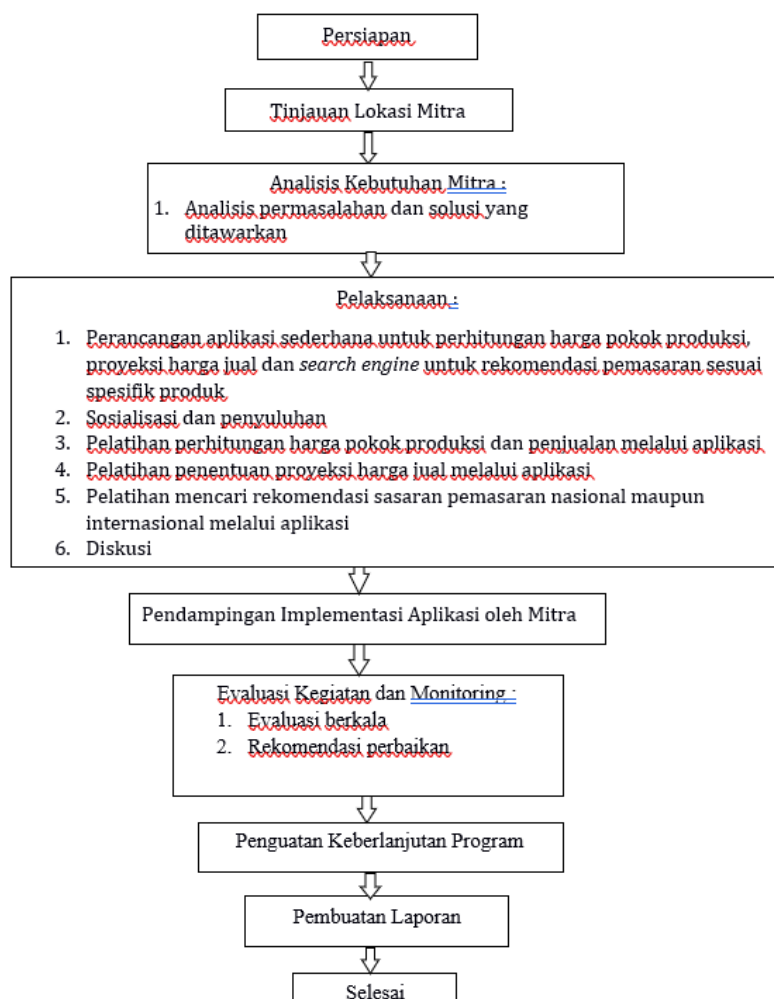 Persiapan
Tinjauan Lokasi Mitra
Analisis Kebutuhan Mitra :
1. Analisis permasalahan dan solusi yang
ditawarkan
Pelaksanaan :
1. Perancangan aplikasi sederhana untuk perhitungan harga pokok produksi,
proyeksi harga jual dan search engine untuk rekomendasi pemasaran sesuai
spesifik produk
2. Sosialisasi dan penyuluhan
3. Pelatihan perhitungan harga pokok produksi dan penjualan melalui aplikasi
4. Pelatihan penentuan proyeksi harga jual melalui aplikasi
5. Pelatihan mencari rekomendasi sasaran pemasaran nasional maupun
internasional melalui aplikasi
6. Diskusi
Pendampingan Implementasi Aplikasi oleh Mitra
Evaluasi Kegiatan dan Monitoring :
1. Evaluasi berkala
2. Rekomendasi perbaikan
Penguatan Keberlanjutan Program
Pembuatan Laporan
Selesai